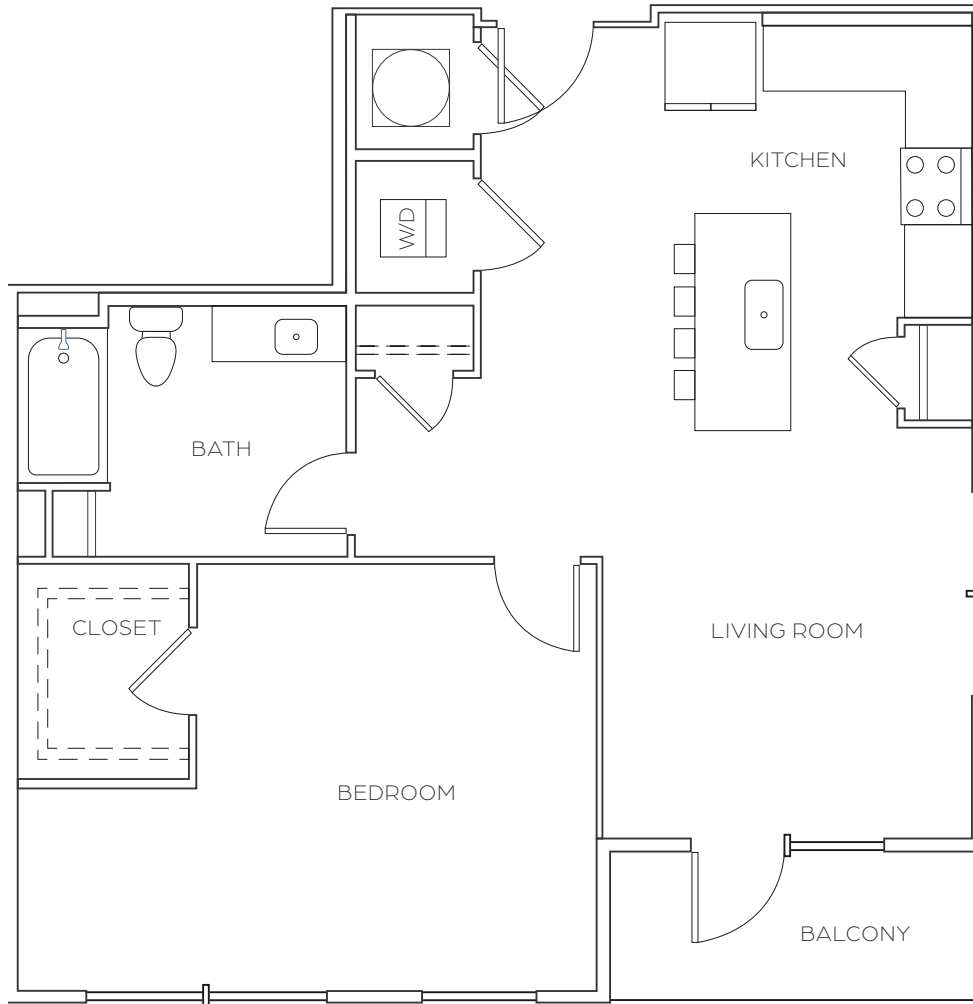 KITCHEN
W/D
BATH
CLOSET
LIVING ROOM
BEDROOM
BALCONY